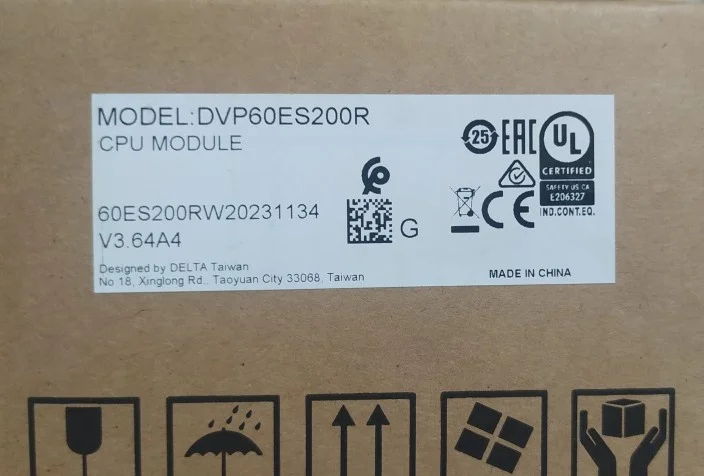 MODEL:DVP60ES200R
CPU MODULE
60ES200RW20231134
V3.64A4
G
Designed by DELTA Taiwan
No 18, Xinglong Rd., Taoyuan City 33068, Taiwan
25
EAC
UL
CERTIFIED
SAFETY US CA
E206327
IND.CONT.EQ.
CE
MADE IN CHINA